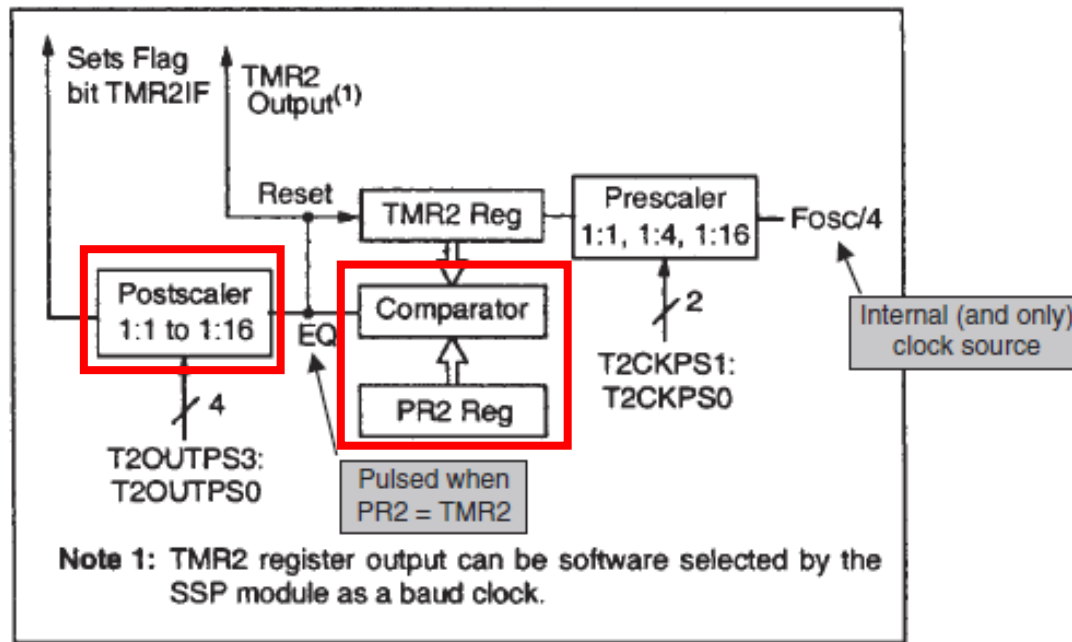 Sets Flag
bit TMR2IF
TMR2
Output(1)
Reset
TMR2 Reg
Prescaler
1:1, 1:4, 1:16
Fosc/4
Postscaler
1:1 to 1:16
EQ
Comparator
2
Internal (and only)
clock source
T2CKPS1:
T2CKPS0
4
PR2 Reg
T2OUTPS3:
T2OUTPS0
Pulsed when
PR2 = TMR2
Note 1: TMR2 register output can be software selected by the
SSP module as a baud clock.